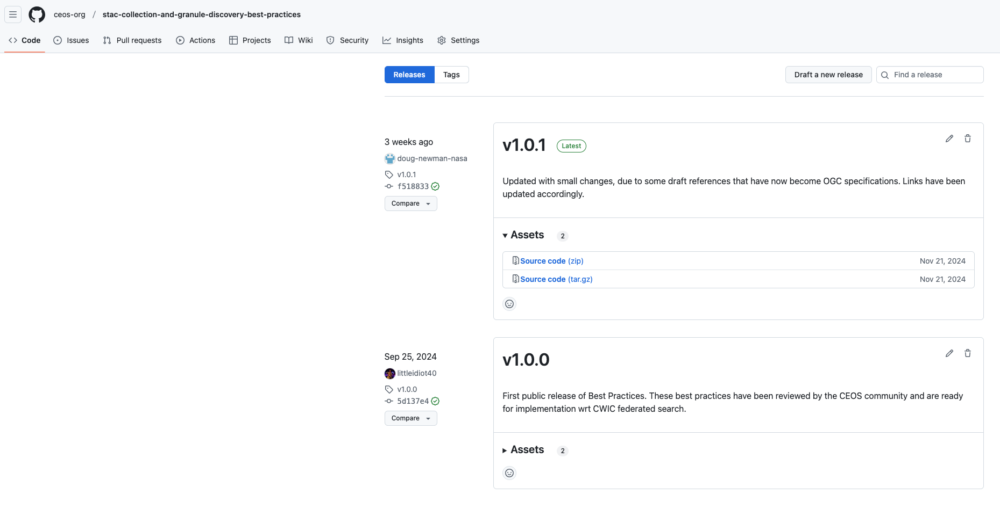 ceos-org / stac-collection-and-granule-discovery-best-practices
Code Issues Pull requests Actions Projects Wiki Security Insights Settings
Releases Tags
Draft a new release
Find a release
3 weeks ago
doug-newman-nasa
v1.0.1
f518833
Compare
v1.0.1 Latest
Updated with small changes, due to some draft references that have now become OGC specifications. Links have been
updated accordingly.
Assets 2
Source code (zip) Nov 21, 2024
Source code (tar.gz) Nov 21, 2024
Sep 25, 2024
littleidiot40
v1.0.0
5d137e4
Compare
v1.0.0
First public release of Best Practices. These best practices have been reviewed by the CEOS community and are ready
for implementation wrt CWIC federated search.
Assets 2